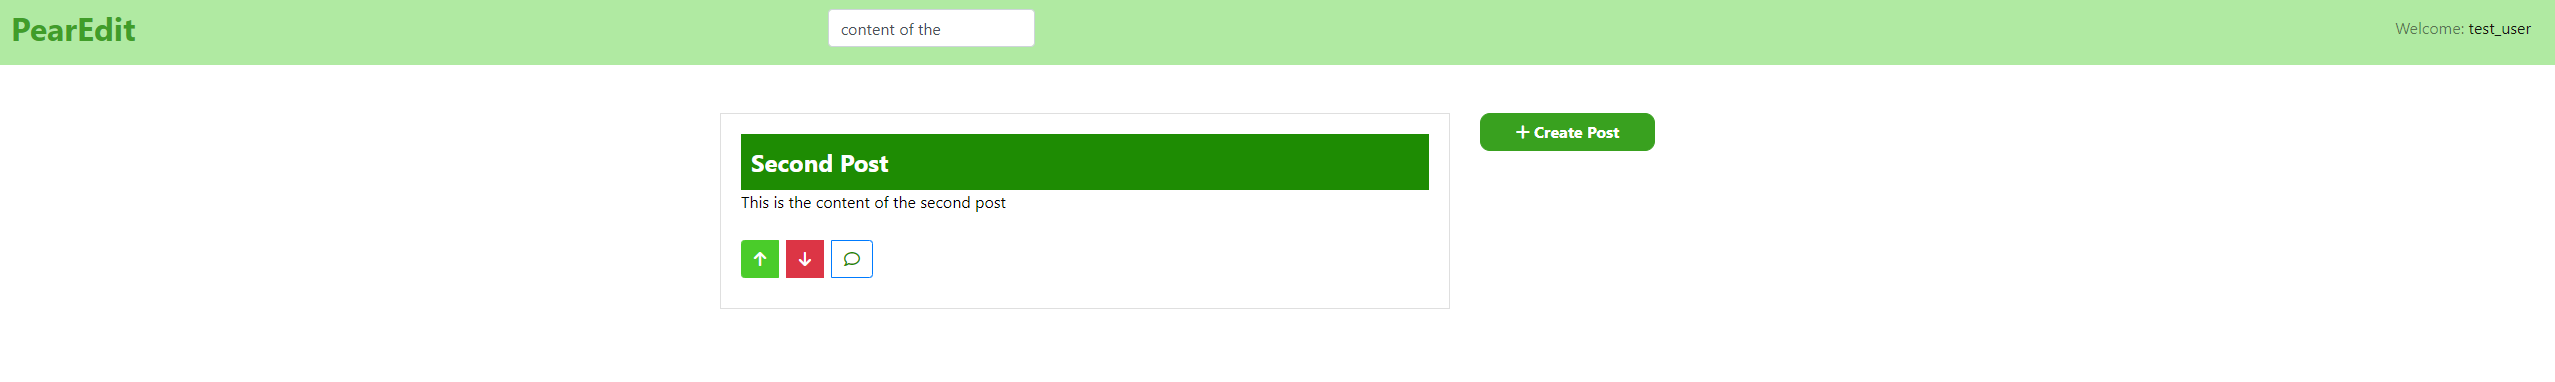 PearEdit
content of the
Welcome: test_user
Second Post
This is the content of the second post
+ Create Post